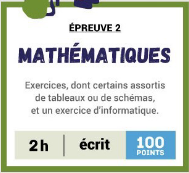 ÉPREUVE 2
MATHÉMATIQUES
Exercices, dont certains assortis
de tableaux ou de schémas,
et un exercice d'informatique.
2h écrit 100
POINTS